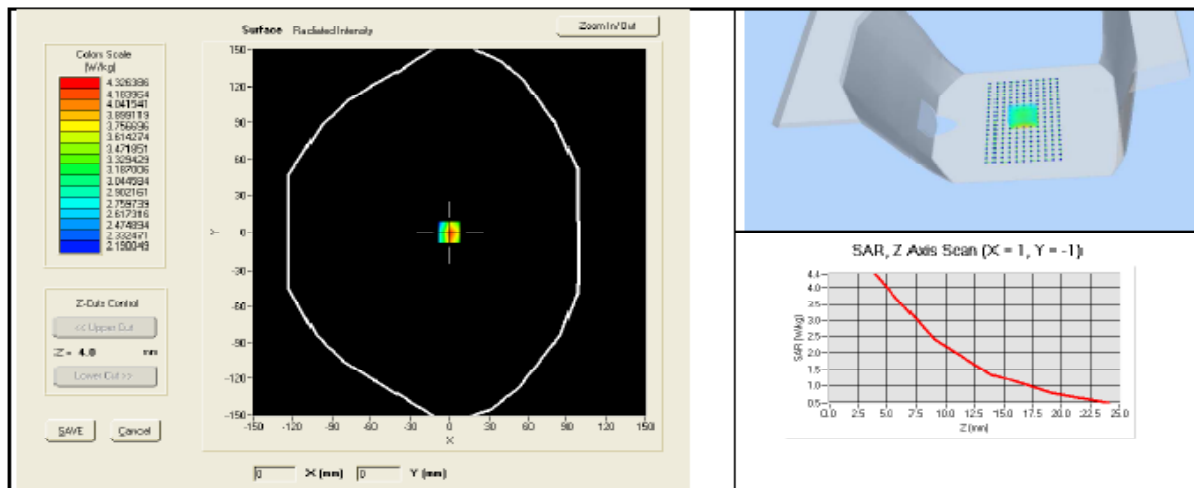 Surface Radiated Intensity
Zoom In/Out
Colors Scale
(W/kg)
4.326386
4.183964
4.041541
3.899119
3.756696
3.614274
3.471851
3.329429
3.187006
3.044584
2.902161
2.759739
2.617316
2.474894
2.332471
2.190049
Z-Cuts Control
<< Upper Cut
Z = 4.0 mm
Lower Cut >>
SAVE
Cancel
150
120
90
60
30
Y
0
-30
-60
-90
-120
-150
-150 -120 -90 -60 -30 0 30 60 90 120 150
X
0 X (mm) 0 Y (mm)
SAR, Z Axis Scan (X = 1, Y = -1)
SAR (W/kg)
4.4
4.0
3.5
3.0
2.5
2.0
1.5
1.0
0.5
0.0 2.5 5.0 7.5 10.0 12.5 15.0 17.5 20.0 22.5 25.0
Z (mm)